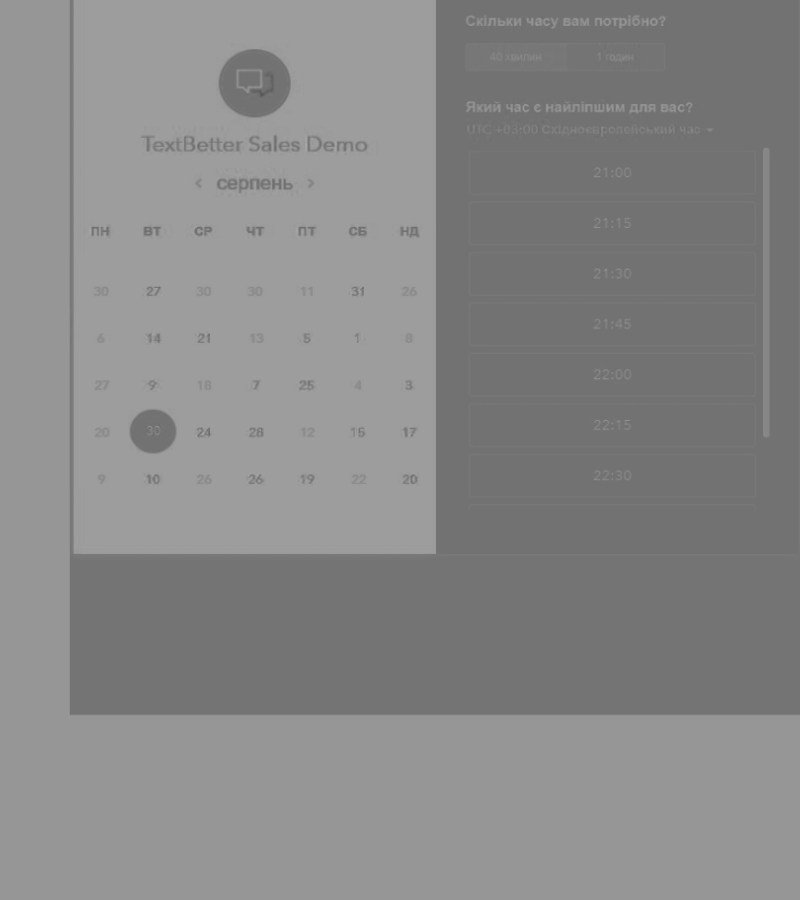 TextBetter Sales Demo
серпень
ПН ВТ СР ЧТ ПТ СБ НД
30 27 30 30 11 31 26
6 14 21 13 5 1 8
27 9 18 7 25 4 3
20 30 24 28 12 15 17
9 10 26 26 19 22 20
Скільки часу вам потрібно?
40 хвилин 1 годин
Який час є найліпшим для вас?
UTC +03:00 Східноєвропейський час
21:00
21:15
21:30
21:45
22:00
22:15
22:30